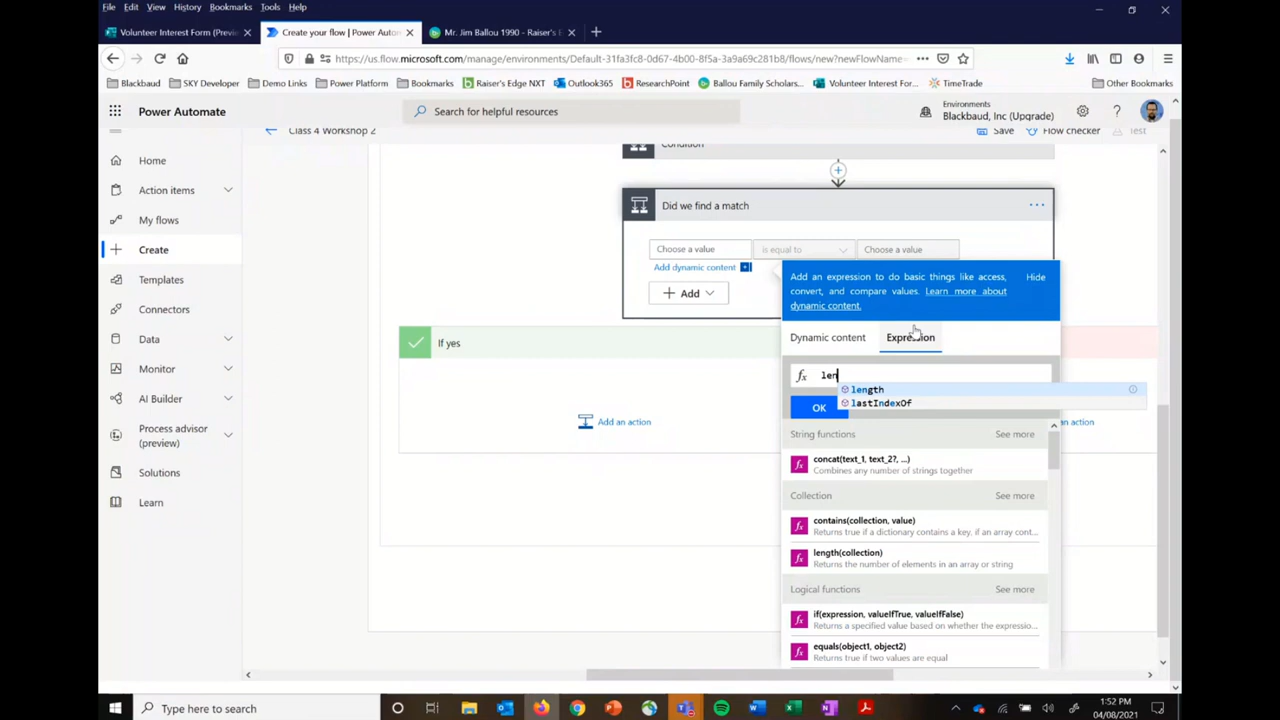 File Edit View History Bookmarks Tools Help
Volunteer Interest Form (Previe
Create your flow | Power Autom
Mr. Jim Ballou 1990 - Raiser's E
https://us.flow.microsoft.com/manage/environments/Default-31fa3fc8-0d67-4b00-8f5a-3a9a69c281b8/flows/new?newFlowName=
Blackbaud SKY Developer Demo Links Power Platform Bookmarks Raiser's Edge NXT Outlook365 ResearchPoint Ballou Family Scholars... Volunteer Interest For... TimeTrade Other Bookmarks
Power Automate
Search for helpful resources
Environments
Blackbaud, Inc (Upgrade)
Class 4 Workshop 2
Save Flow checker Test
Condition
Home
Action items
My flows
Create
Templates
Connectors
Data
Monitor
AI Builder
Process advisor
(preview)
Solutions
Learn
Did we find a match
Choose a value is equal to Choose a value
Add dynamic content
Add
If yes
Add an action
Add an expression to do basic things like access,
convert, and compare values. Learn more about
dynamic content.
Hide
Dynamic content Expression
fx len
length
lastIndexOf
OK
an action
String functions See more
concat(text_1, text_2?, ...)
Combines any number of strings together
Collection See more
contains(collection, value)
Returns true if a dictionary contains a key, if an array cont...
length(collection)
Returns the number of elements in an array or string
Logical functions See more
if(expression, valueIfTrue, valueIfFalse)
Returns a specified value based on whether the expressio...
equals(object1, object2)
Returns true if two values are equal
Type here to search
1:52 PM
04/08/2021